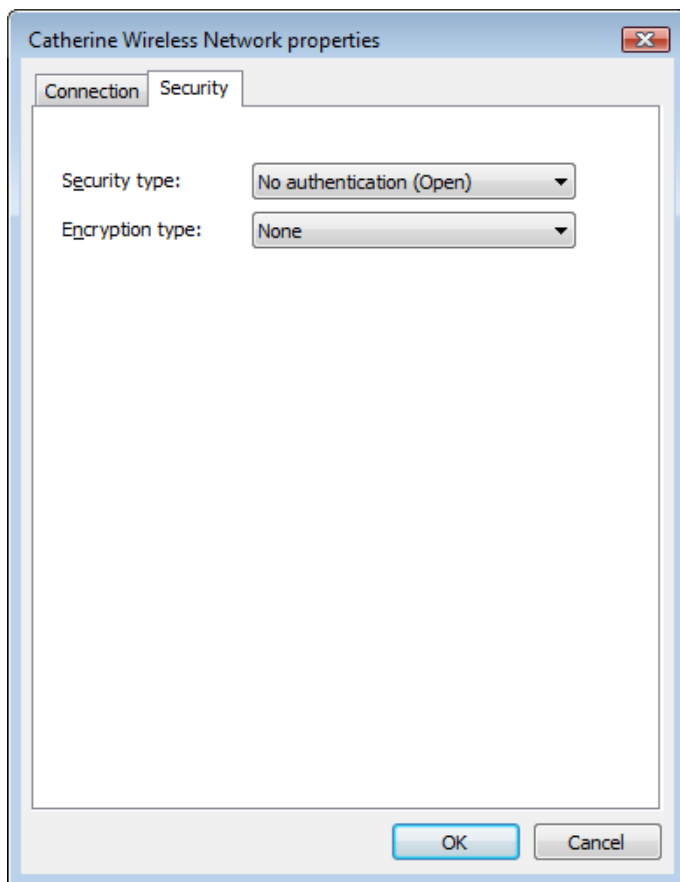 Catherine Wireless Network properties
Connection Security
Security type: No authentication (Open)
Encryption type: None
OK Cancel